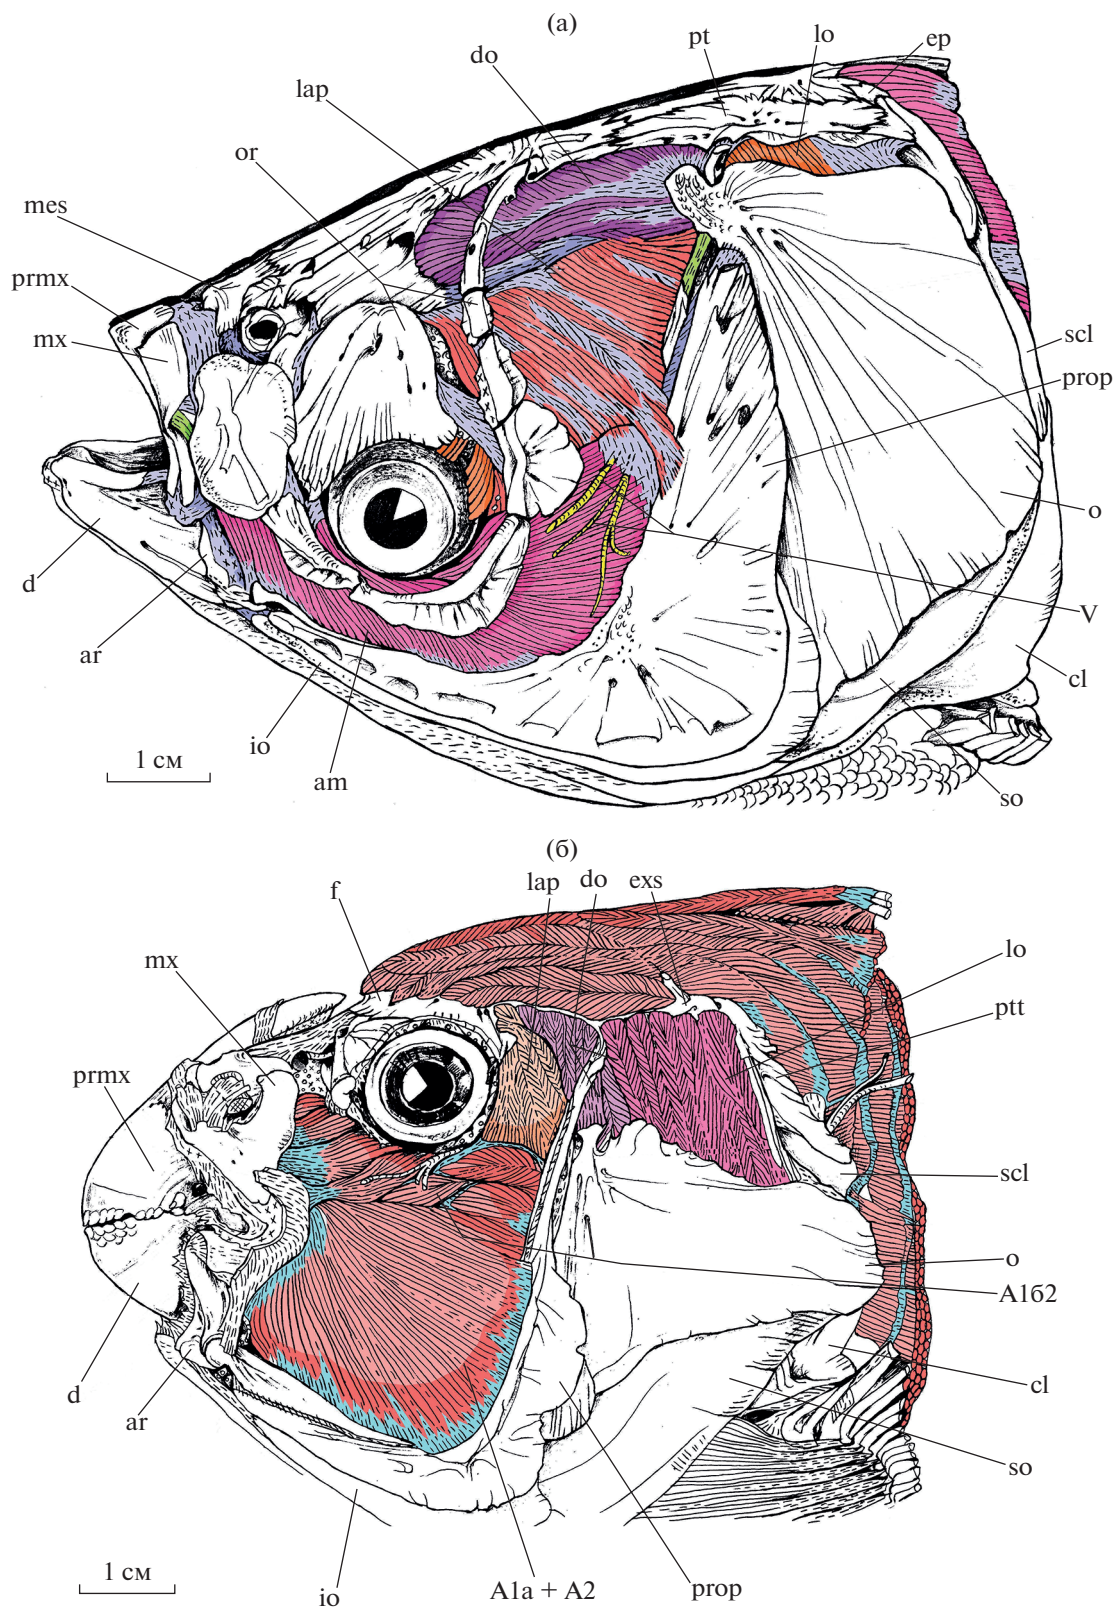 (а)
do
pt
lo
ep
lap
or
mes
prmx
mx
scl
prop
o
d
V
ar
cl
io
1 см
am
so
(б)
f
lap
do
exs
mx
lo
ptt
prmx
scl
o
A1б2
d
cl
ar
so
1 см
io
A1a + A2
prop